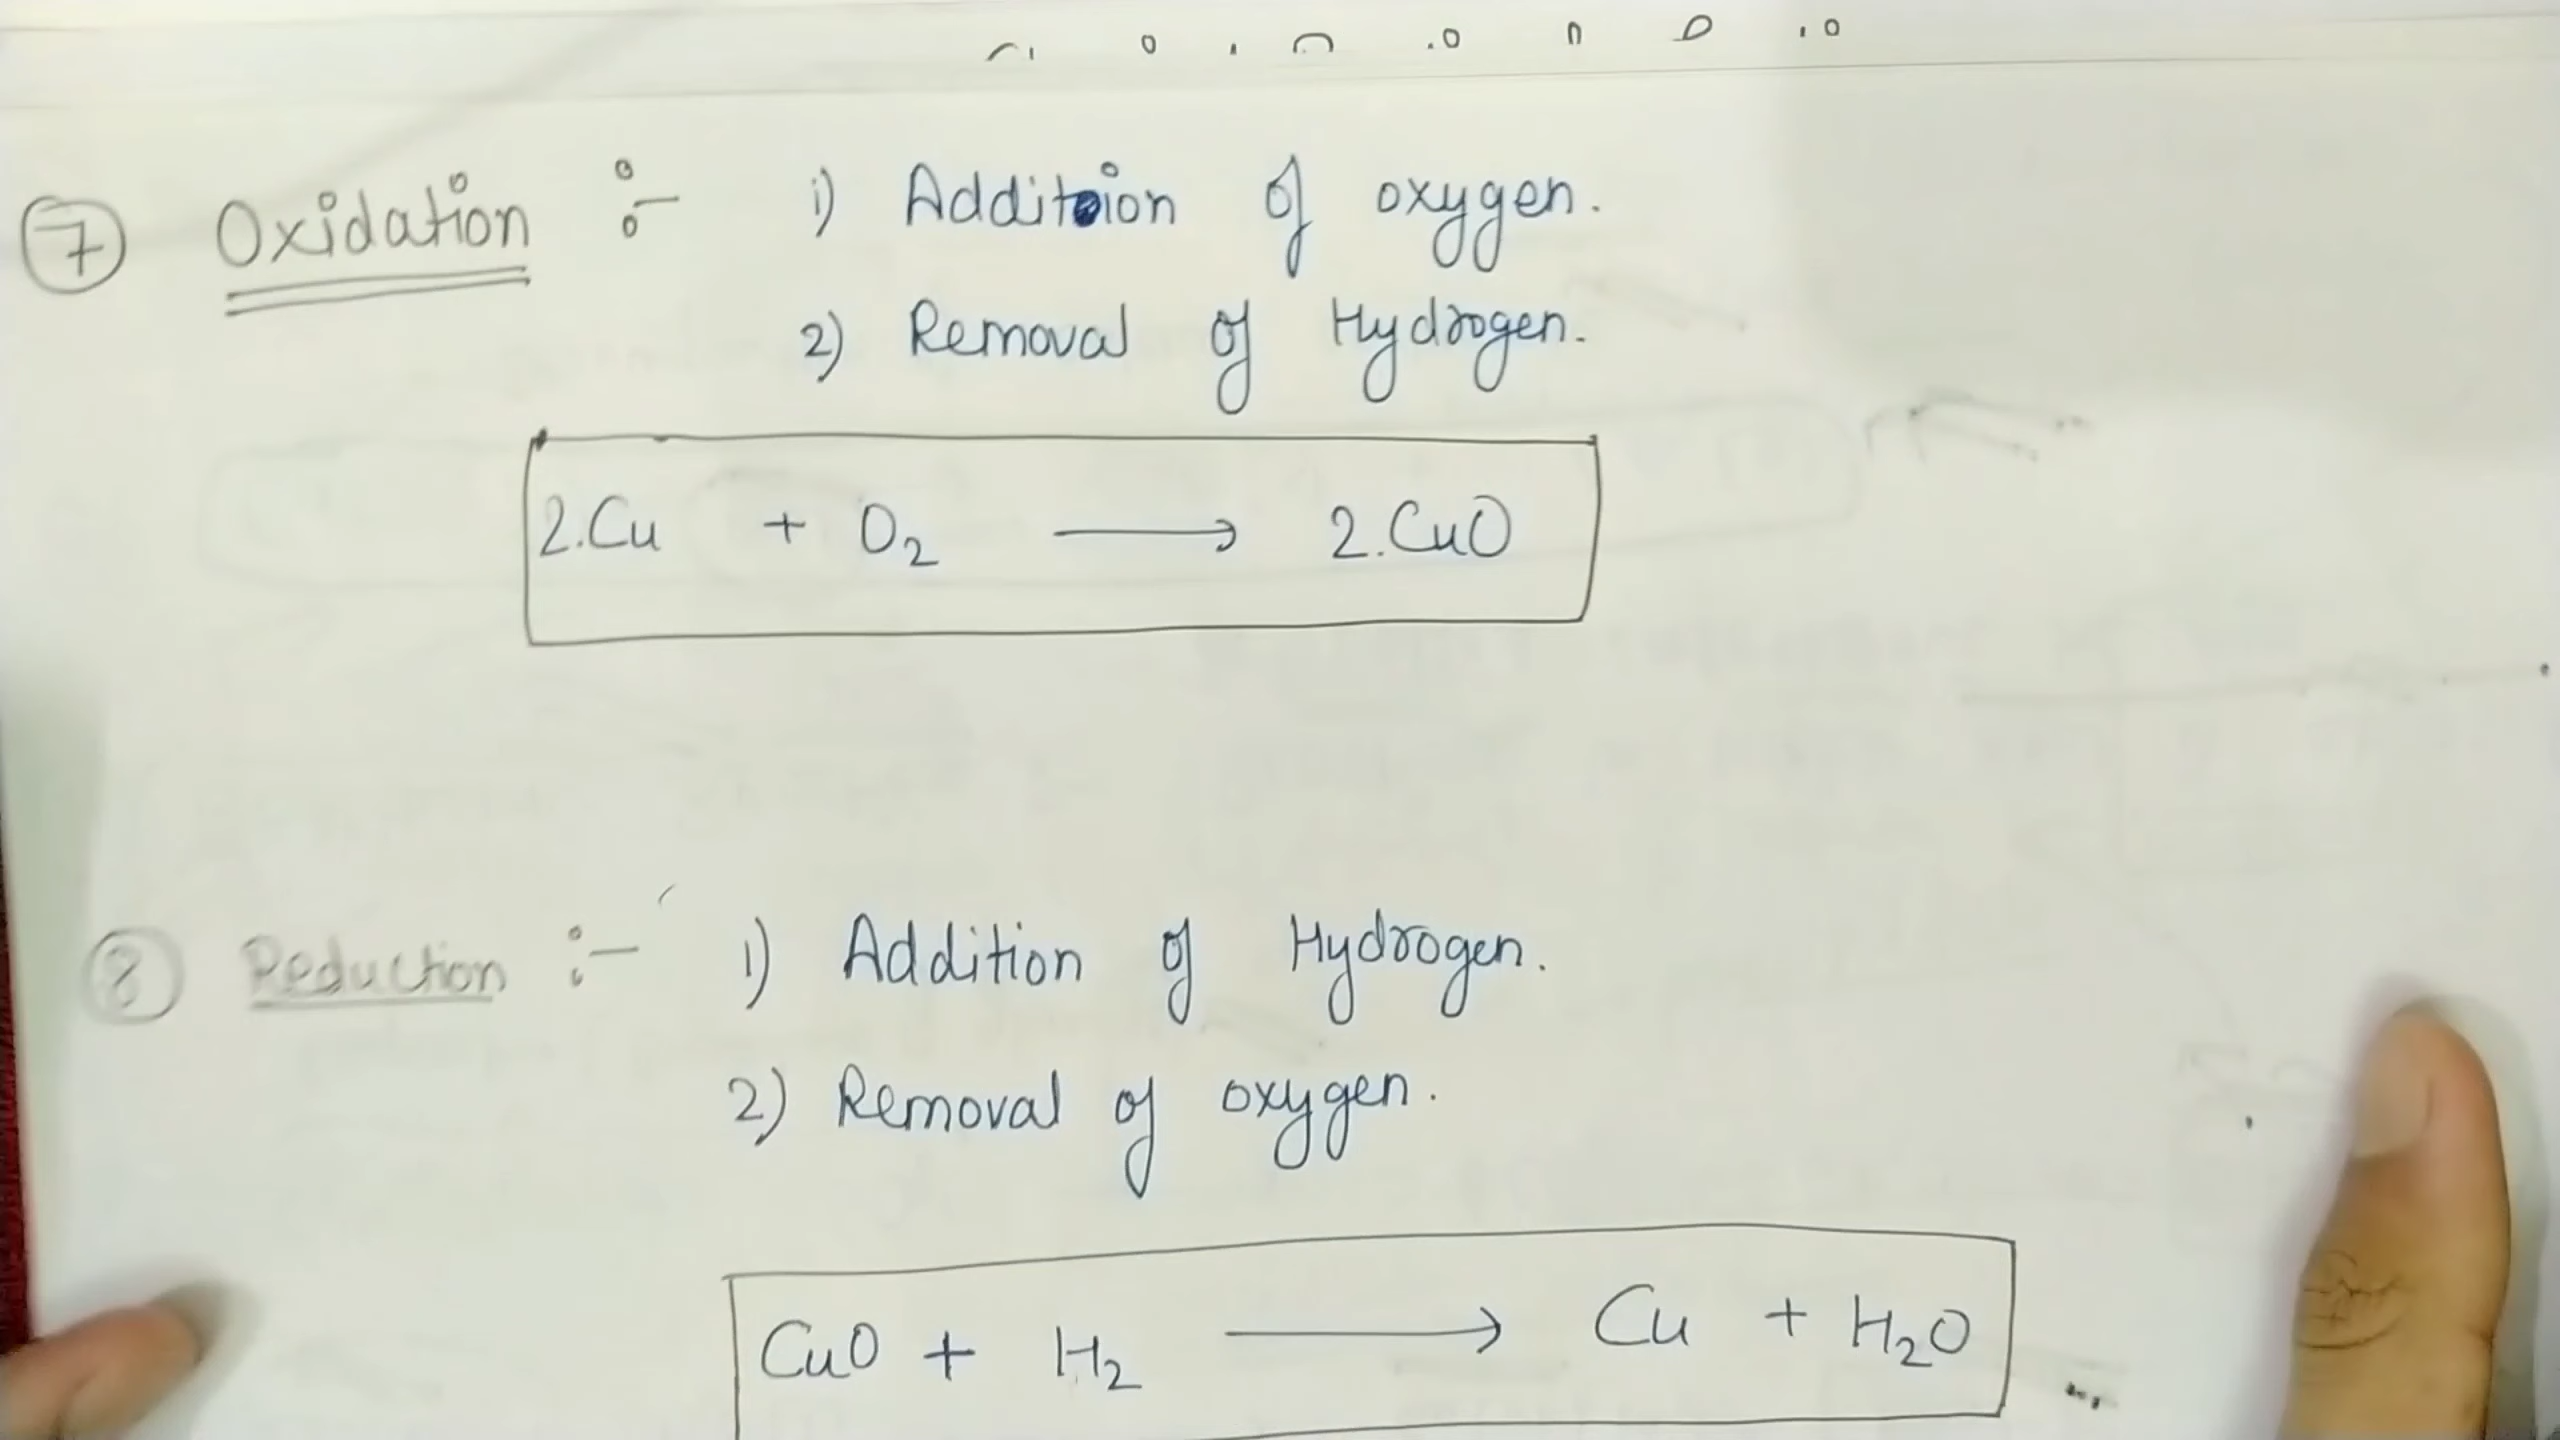 7 Oxidation :- 1) Addition of oxygen.
2) Removal of Hydrogen.
2.Cu + O₂ → 2.CuO
8 Reduction :- 1) Addition of Hydrogen.
2) Removal of oxygen.
CuO + H₂ → Cu + H₂O